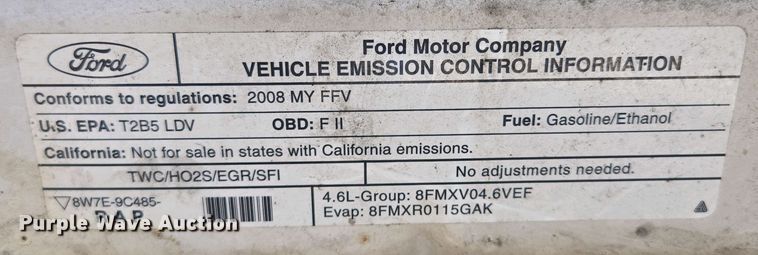 Ford
Ford Motor Company
VEHICLE EMISSION CONTROL INFORMATION
Conforms to regulations: 2008 MY FFV
U.S. EPA: T2B5 LDV OBD: F II Fuel: Gasoline/Ethanol
California: Not for sale in states with California emissions.
TWC/HO2S/EGR/SFI No adjustments needed.
▽8W7E-9C485-
4.6L-Group: 8FMXV04.6VEF
Evap: 8FMXR0115GAK
Purple Wave Auction